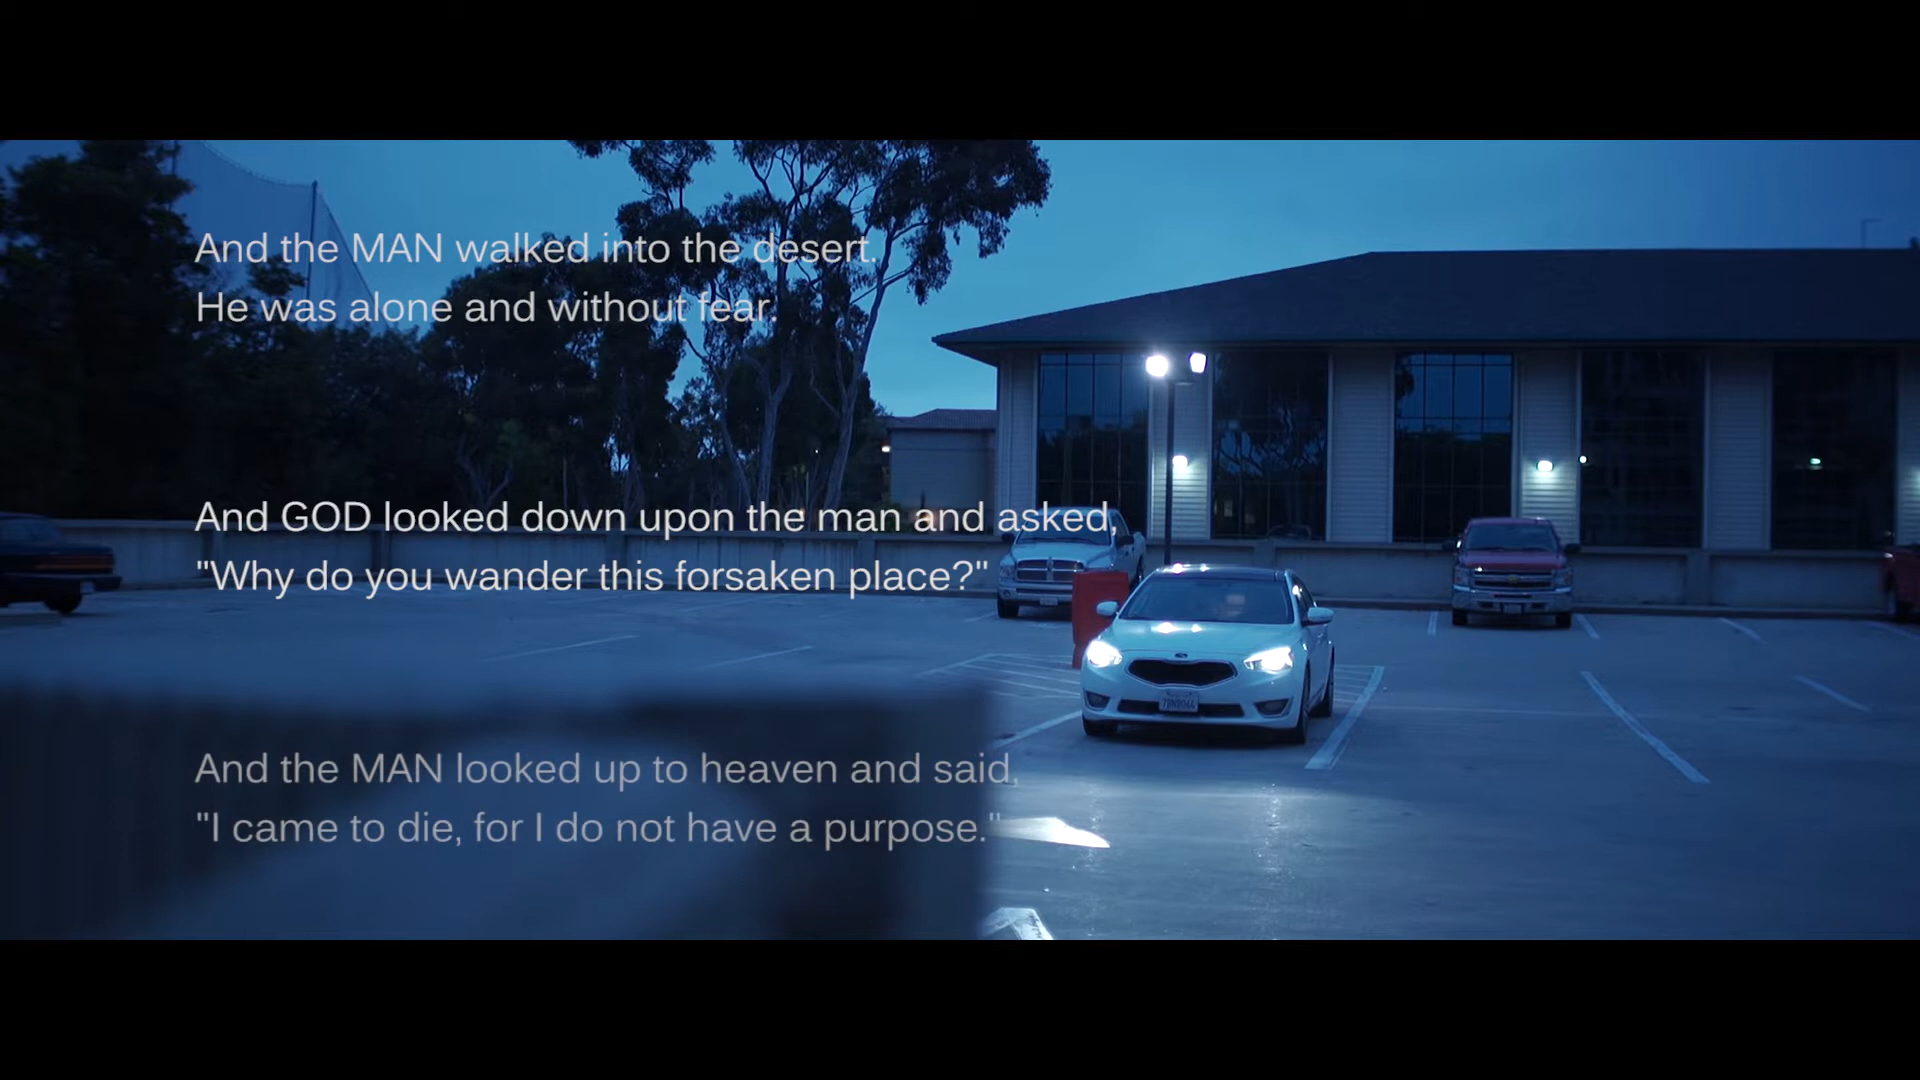 And the MAN walked into the desert.
He was alone and without fear.
And GOD looked down upon the man and asked,
"Why do you wander this forsaken place?"
And the MAN looked up to heaven and said,
"I came to die, for I do not have a purpose."